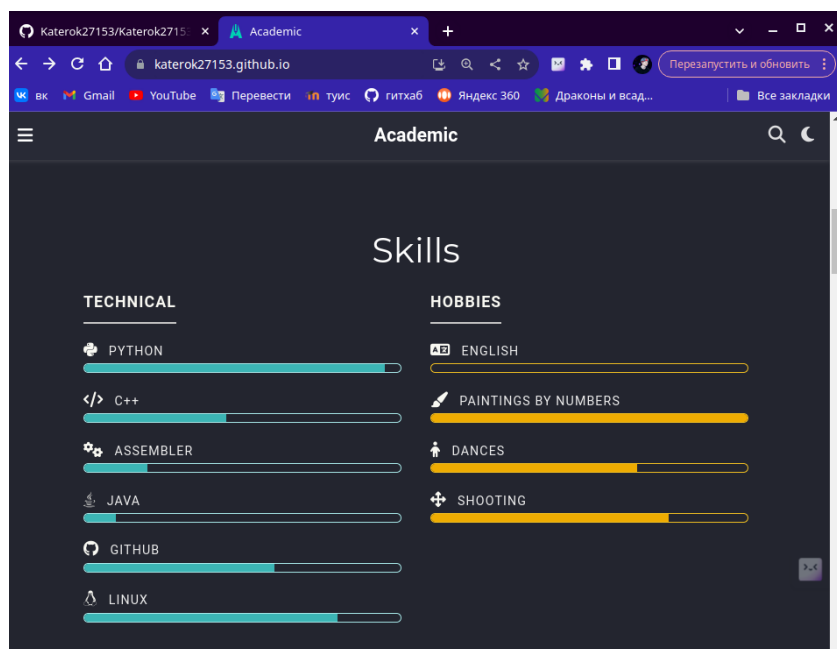 Katerok27153/Katerok2715
Academic
katerok27153.github.io
Перезапустить и обновить
вк
Gmail
YouTube
Перевести
туис
гитхаб
Яндекс 360
Драконы и всад...
Все закладки
Academic
Skills
TECHNICAL
PYTHON
C++
ASSEMBLER
JAVA
GITHUB
LINUX
HOBBIES
ENGLISH
PAINTINGS BY NUMBERS
DANCES
SHOOTING